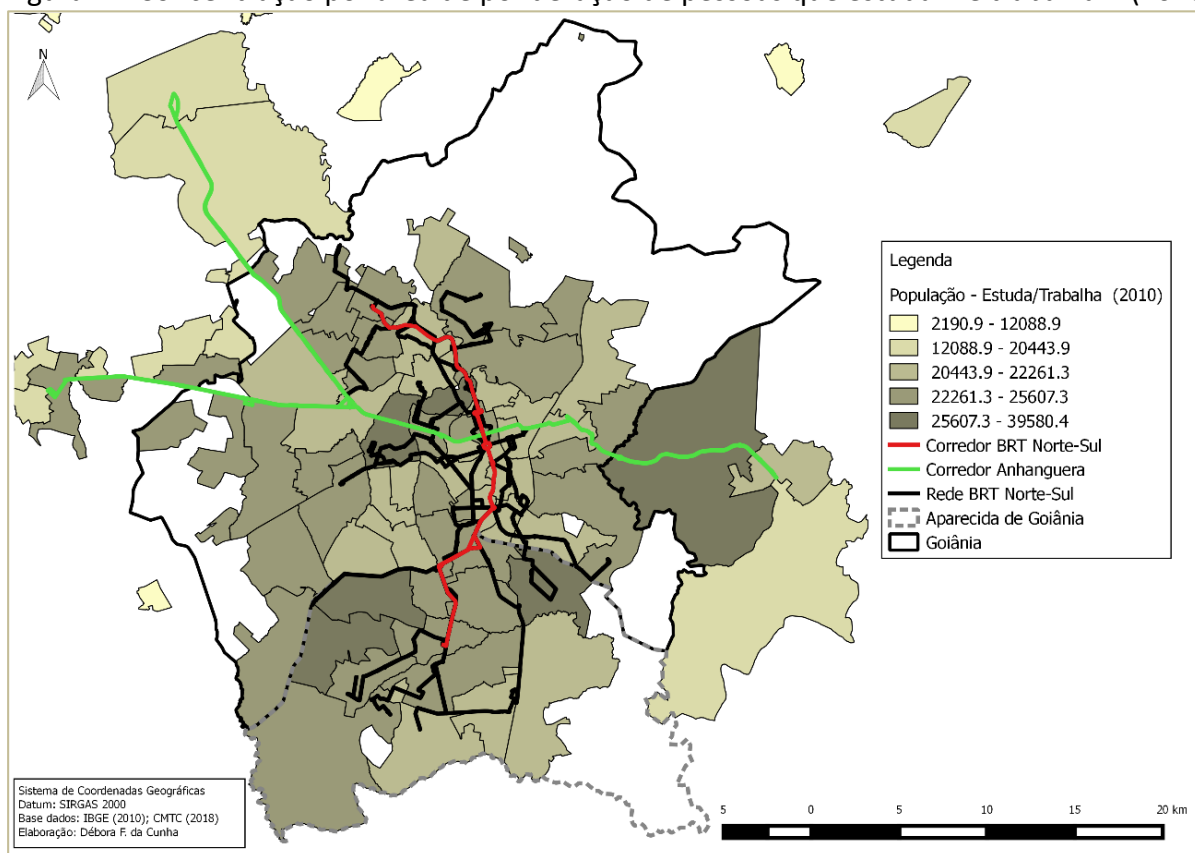 N
Legenda
População - Estuda/Trabalha (2010)
2190.9 - 12088.9
12088.9 - 20443.9
20443.9 - 22261.3
22261.3 - 25607.3
25607.3 - 39580.4
Corredor BRT Norte-Sul
Corredor Anhanguera
Rede BRT Norte-Sul
Aparecida de Goiânia
Goiânia
Sistema de Coordenadas Geográficas
Datum: SIRGAS 2000
Base dados: IBGE (2010); CMTC (2018)
Elaboração: Débora F. da Cunha
5 0 5 10 15 20 km